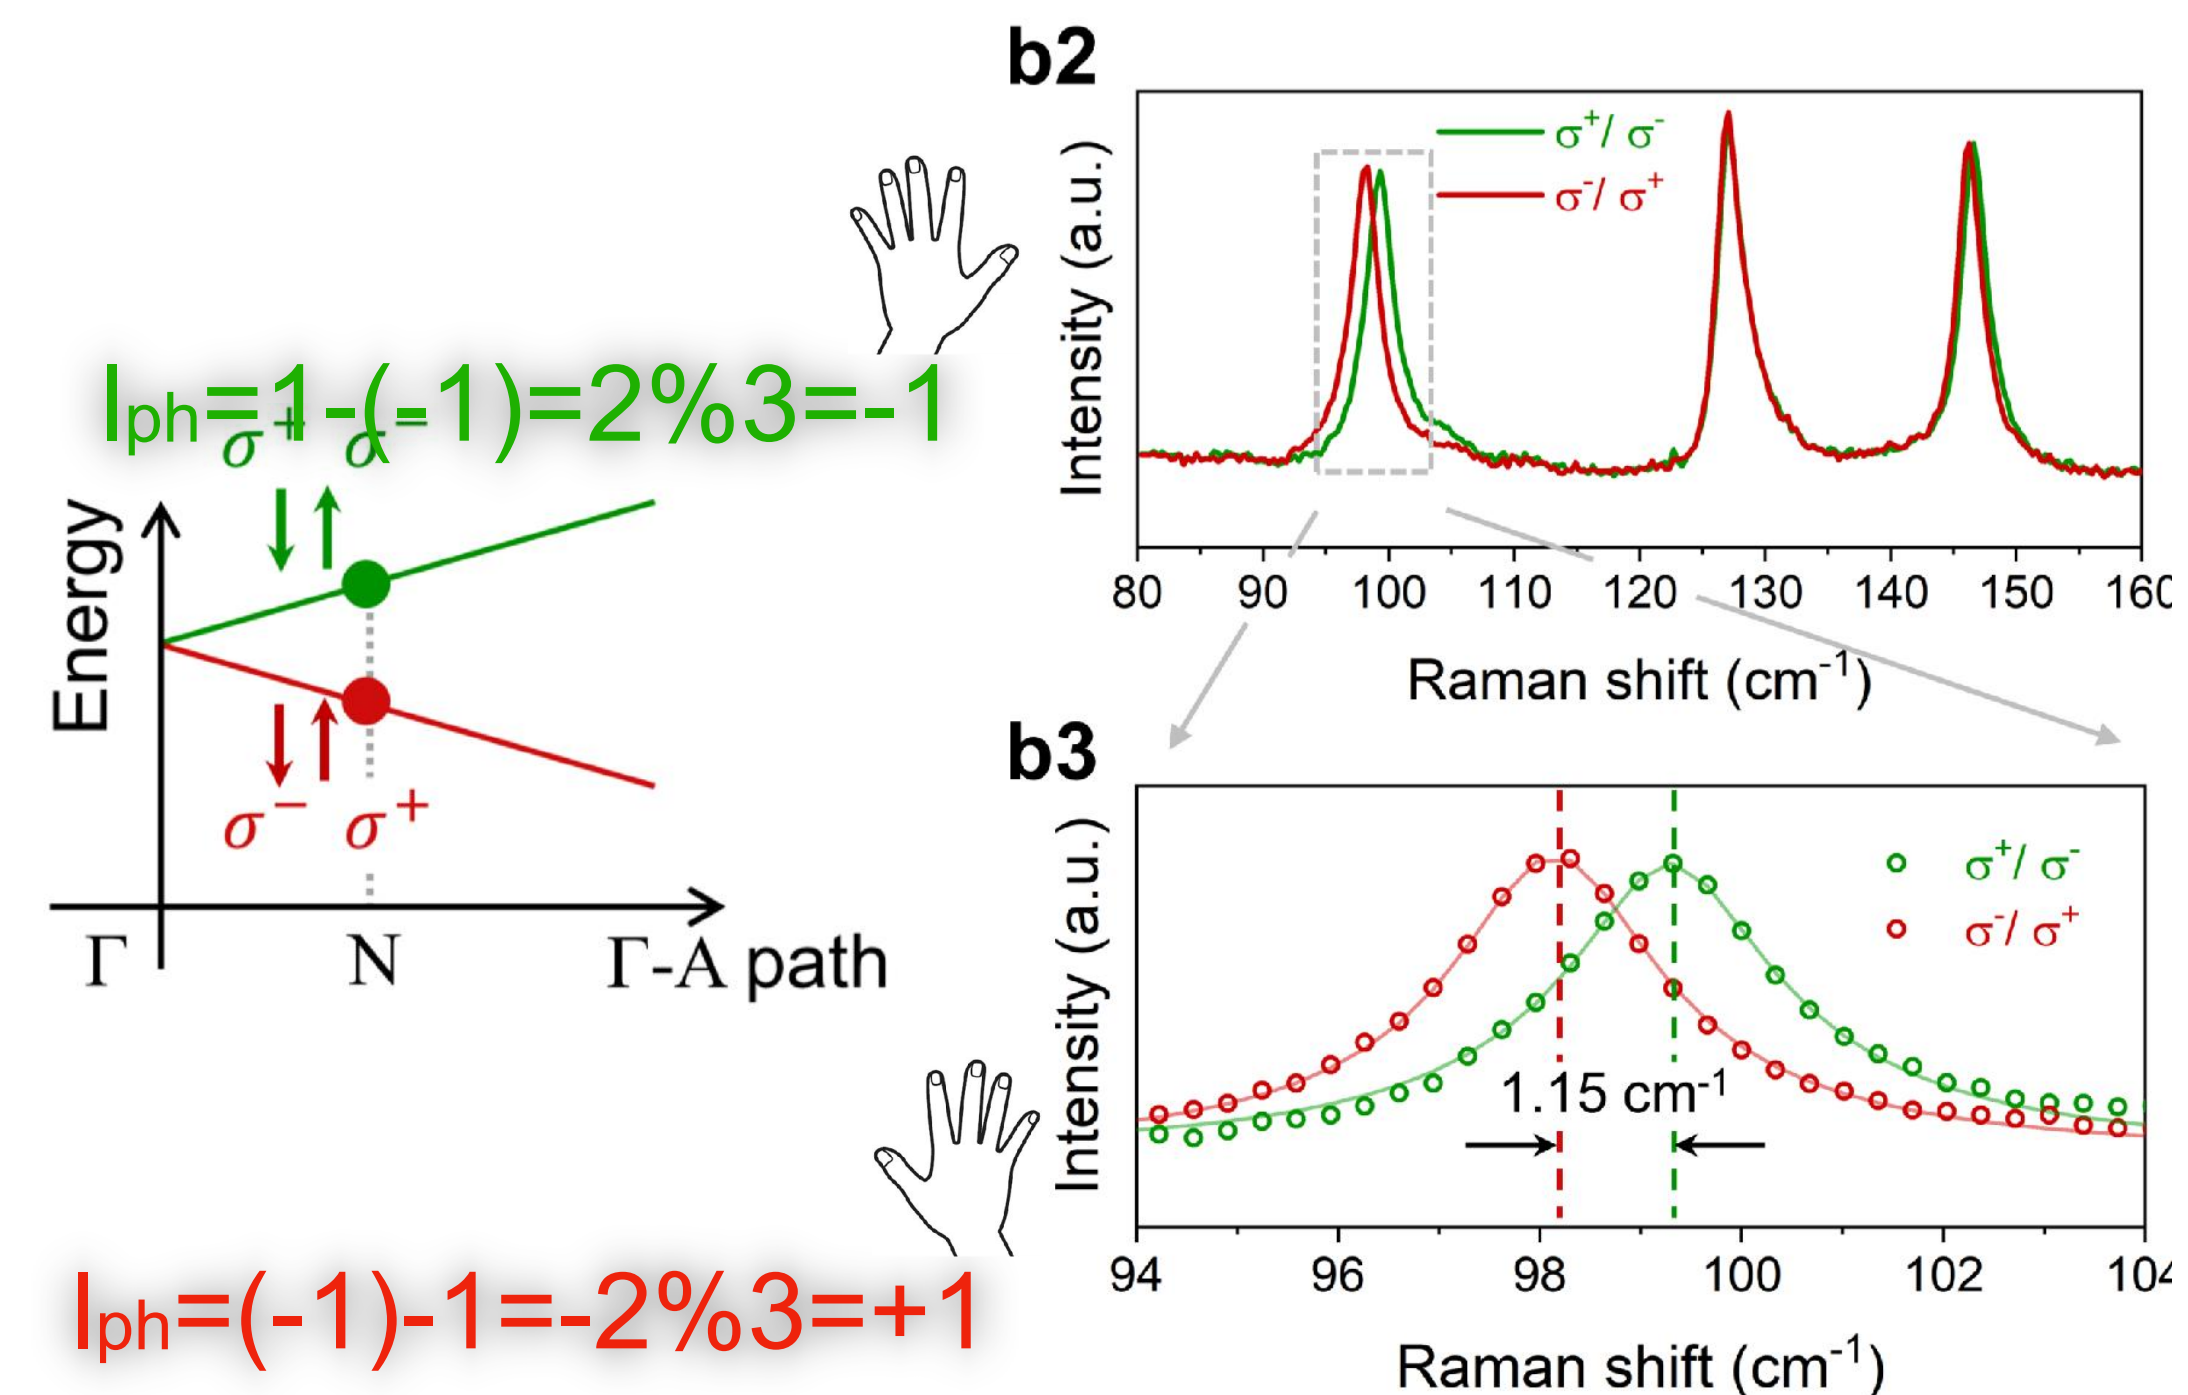 lph=1-(-1)=2%3=-1
σ⁺ σ⁻
Energy
σ⁻ σ⁺
Γ N Γ-A path
lph=(-1)-1=-2%3=+1
b2
σ⁺/ σ⁻
σ⁻/ σ⁺
Intensity (a.u.)
80 90 100 110 120 130 140 150 160
Raman shift (cm⁻¹)
b3
σ⁺/ σ⁻
σ⁻/ σ⁺
1.15 cm⁻¹
Intensity (a.u.)
94 96 98 100 102 104
Raman shift (cm⁻¹)